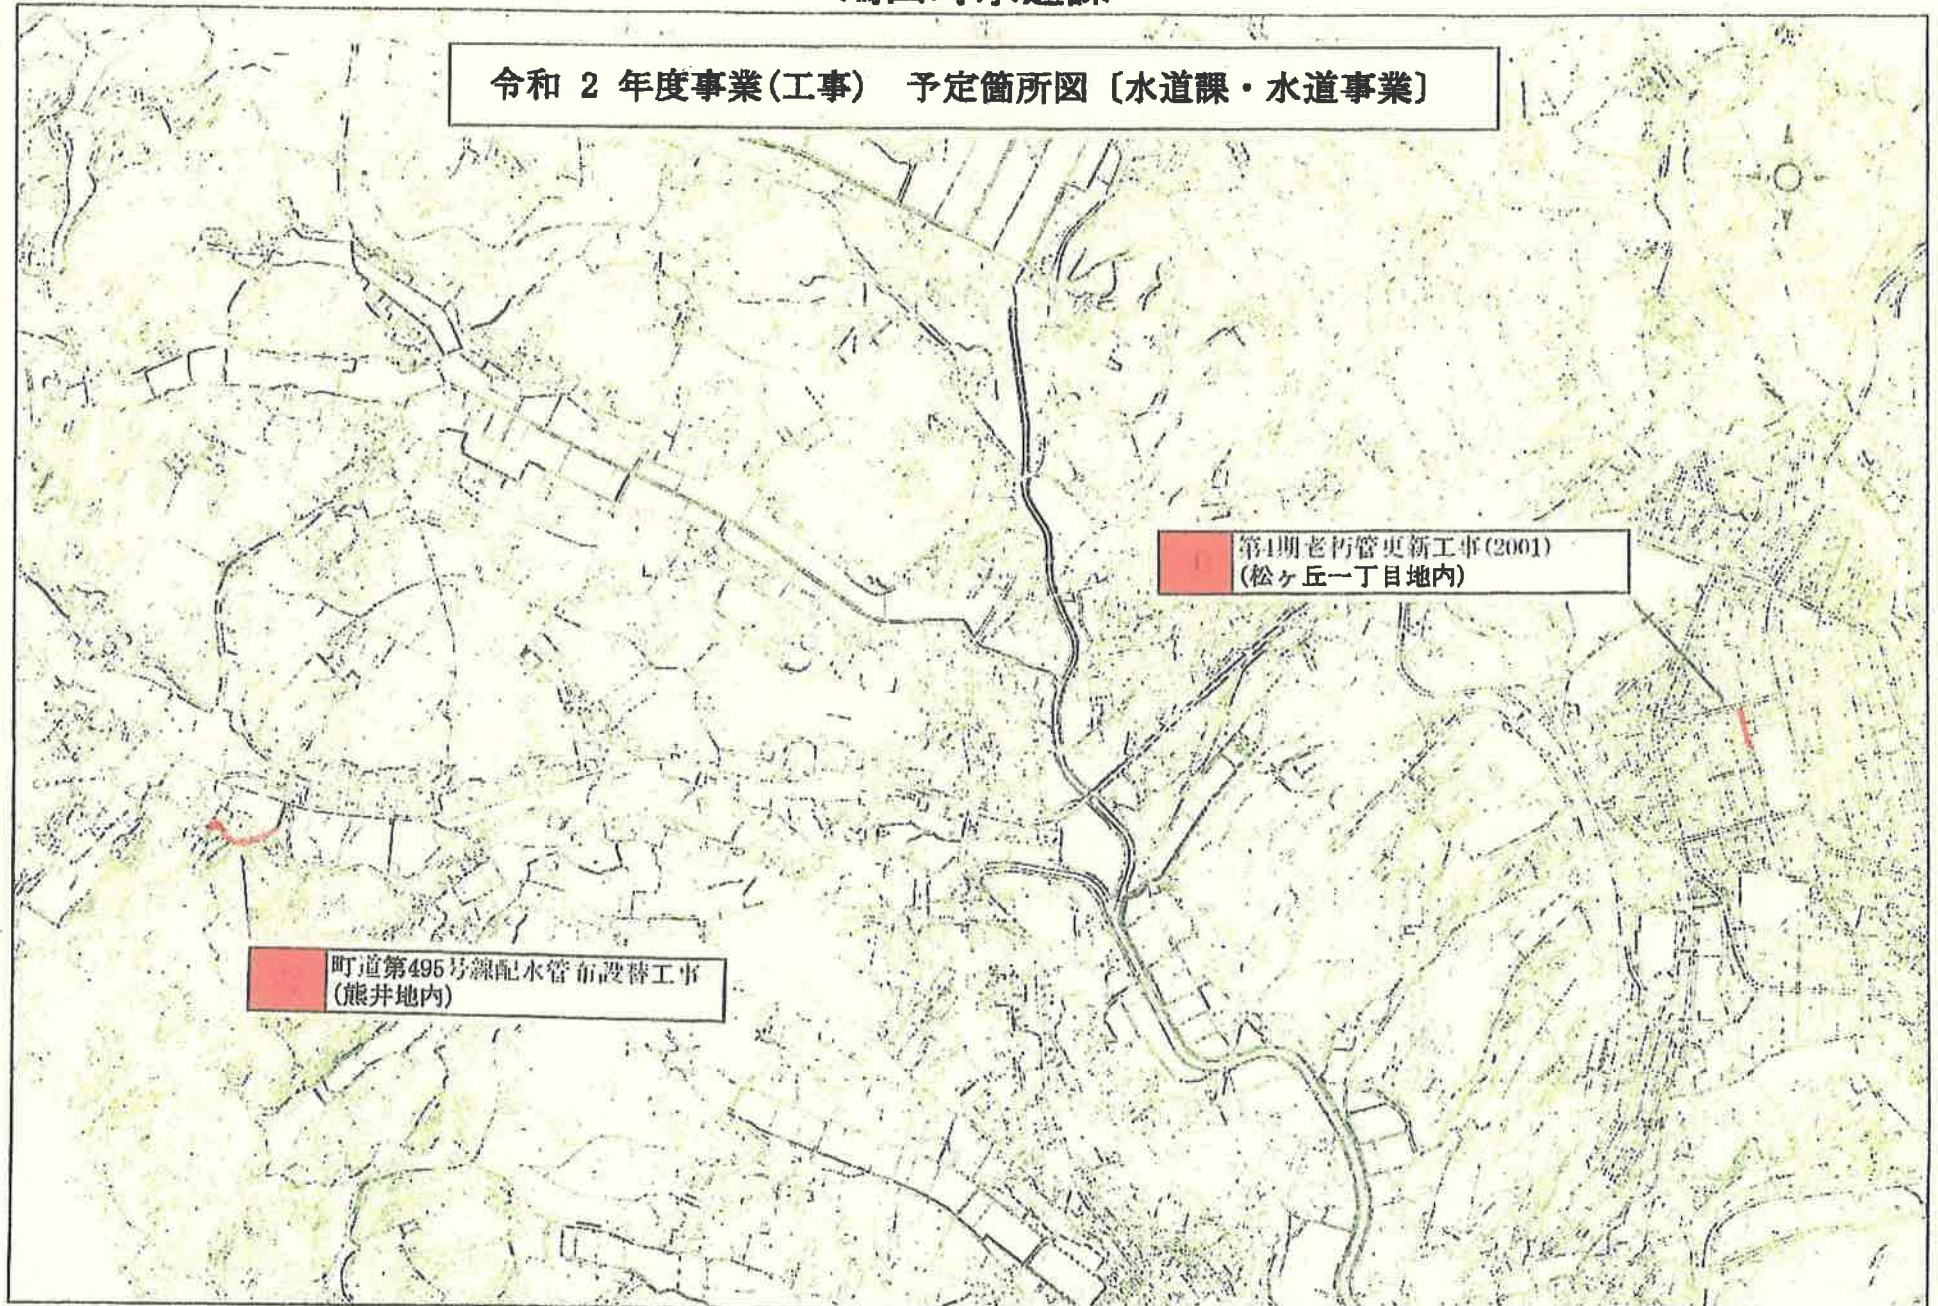 令和 2 年度事業(工事) 予定箇所図〔水道課・水道事業〕
第4期老朽管更新工事(2001)
(松ヶ丘一丁目地内)
町道第495号線配水管布設替工事
(熊井地内)